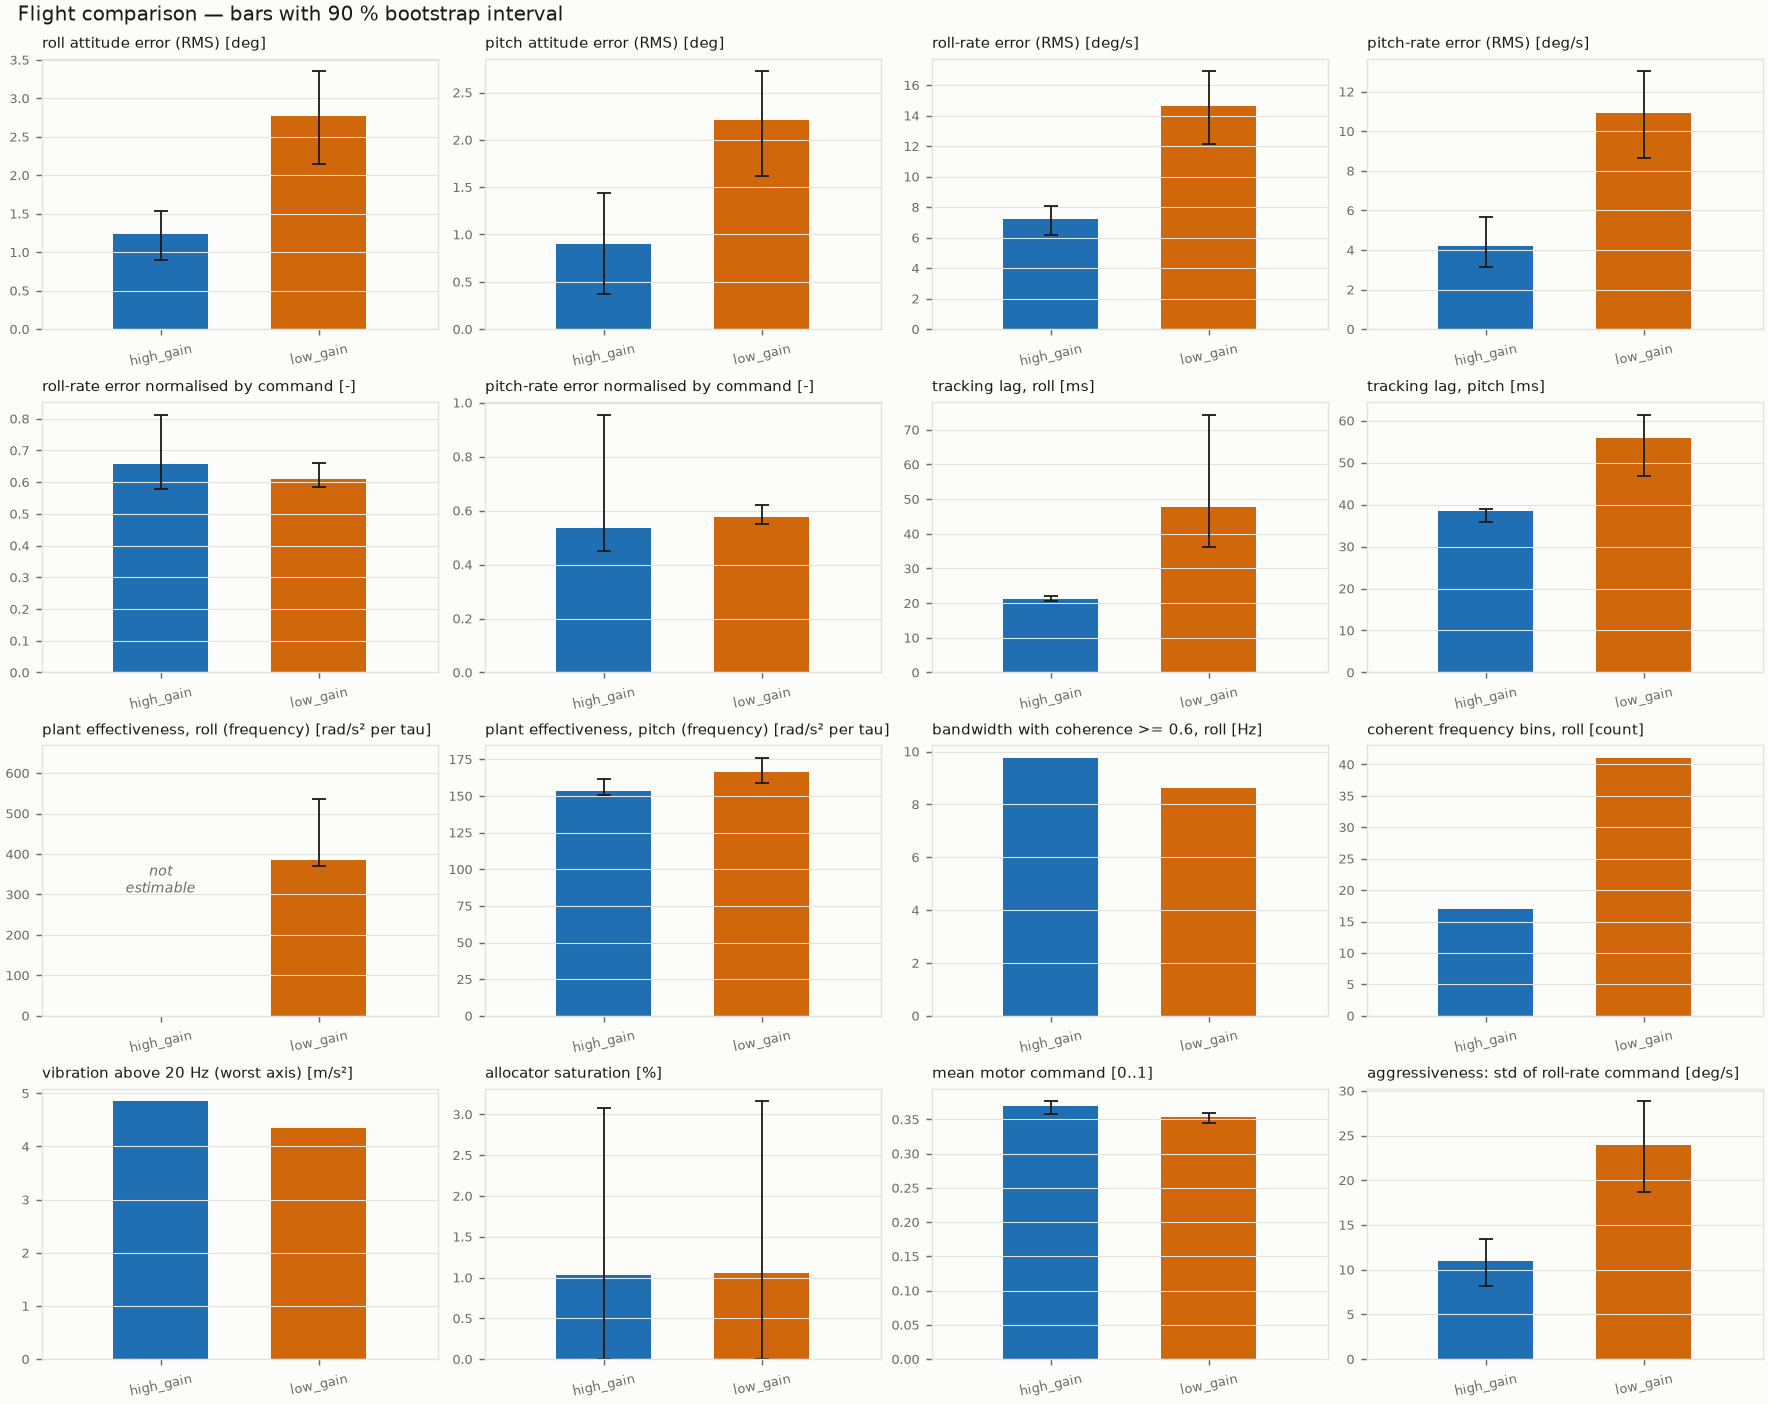 Flight comparison — bars with 90 % bootstrap interval
roll attitude error (RMS) [deg]
3.5
3.0
2.5
2.0
1.5
1.0
0.5
0.0
high_gain
low_gain
pitch attitude error (RMS) [deg]
2.5
2.0
1.5
1.0
0.5
0.0
high_gain
low_gain
roll-rate error (RMS) [deg/s]
16
14
12
10
8
6
4
2
0
high_gain
low_gain
pitch-rate error (RMS) [deg/s]
12
10
8
6
4
2
0
high_gain
low_gain
roll-rate error normalised by command [-]
0.8
0.7
0.6
0.5
0.4
0.3
0.2
0.1
0.0
high_gain
low_gain
pitch-rate error normalised by command [-]
1.0
0.8
0.6
0.4
0.2
0.0
high_gain
low_gain
tracking lag, roll [ms]
70
60
50
40
30
20
10
0
high_gain
low_gain
tracking lag, pitch [ms]
60
50
40
30
20
10
0
high_gain
low_gain
plant effectiveness, roll (frequency) [rad/s² per tau]
600
500
400
300
200
100
0
not
estimable
high_gain
low_gain
plant effectiveness, pitch (frequency) [rad/s² per tau]
175
150
125
100
75
50
25
0
high_gain
low_gain
bandwidth with coherence >= 0.6, roll [Hz]
10
8
6
4
2
0
high_gain
low_gain
coherent frequency bins, roll [count]
40
35
30
25
20
15
10
5
0
high_gain
low_gain
vibration above 20 Hz (worst axis) [m/s²]
5
4
3
2
1
0
high_gain
low_gain
allocator saturation [%]
3.0
2.5
2.0
1.5
1.0
0.5
0.0
high_gain
low_gain
mean motor command [0..1]
0.35
0.30
0.25
0.20
0.15
0.10
0.05
0.00
high_gain
low_gain
aggressiveness: std of roll-rate command [deg/s]
30
25
20
15
10
5
0
high_gain
low_gain